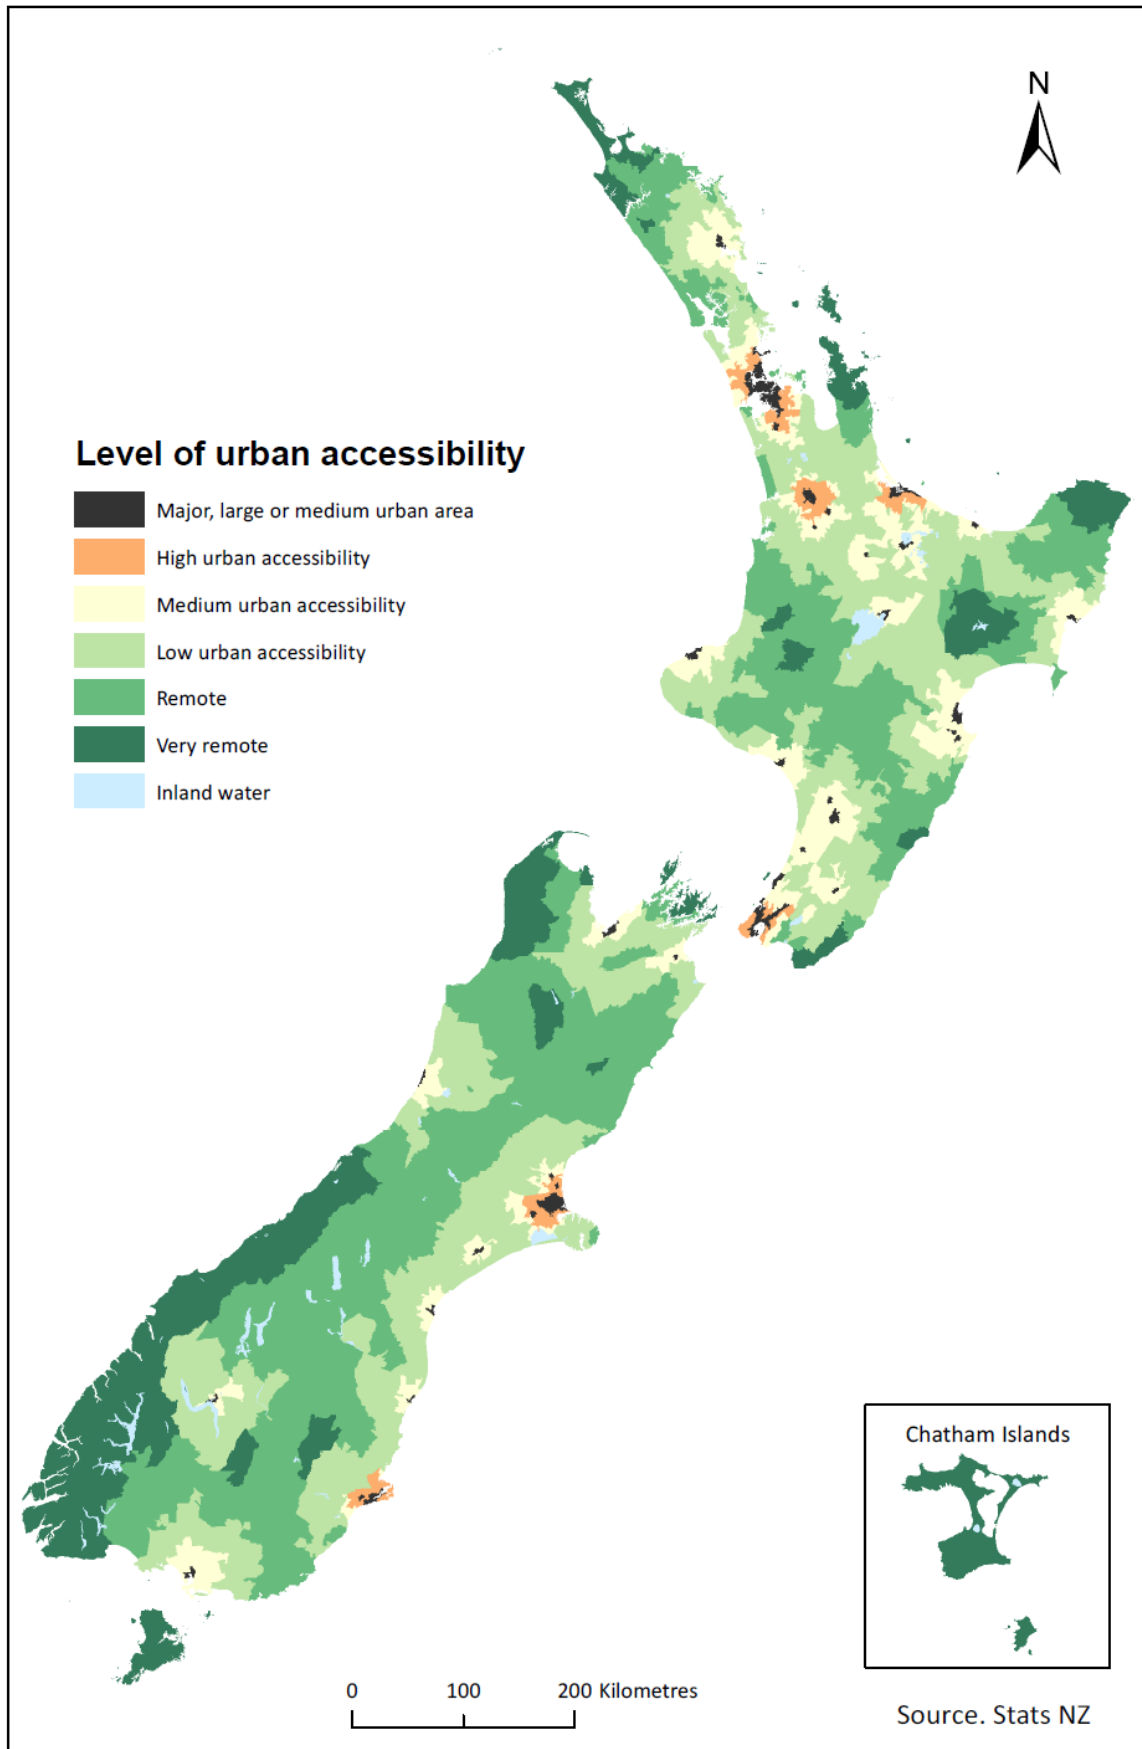 N
Level of urban accessibility
Major, large or medium urban area
High urban accessibility
Medium urban accessibility
Low urban accessibility
Remote
Very remote
Inland water
Chatham Islands
0 100 200 Kilometres
Source. Stats NZ